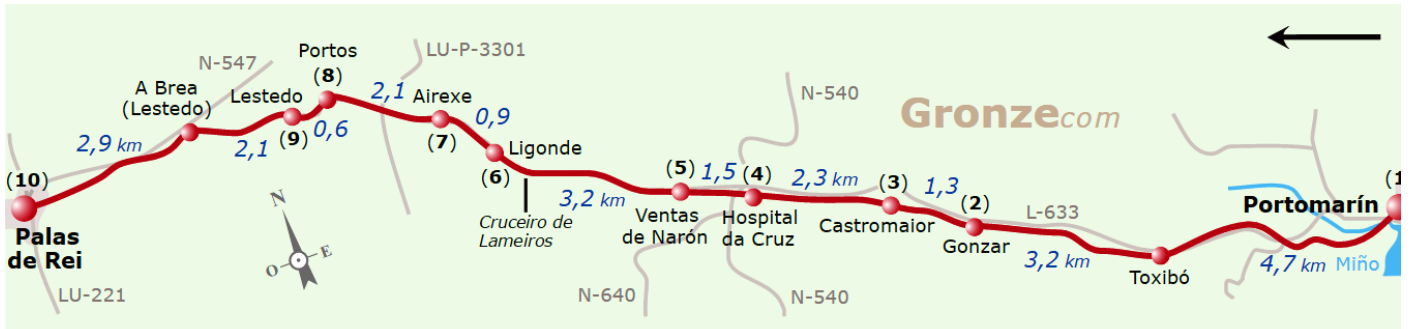 N-547
Portos
(8)
LU-P-3301
A Brea
(Lestedo)
Lestedo
(9)
2,1
Airexe
(7)
0,9
N-540
Gronze.com
2,9 km
2,1
0,6
(10)
Palas
de Rei
LU-221
N
O
E
Ligonde
(6)
Cruceiro de
Lameiros
3,2 km
(5)
Ventas
de Narón
1,5
(4)
Hospital
da Cruz
2,3 km
(3)
Castromaior
1,3
(2)
Gonzar
L-633
3,2 km
Toxibó
4,7 km
Portomarín
(1
Miño
N-640
N-540